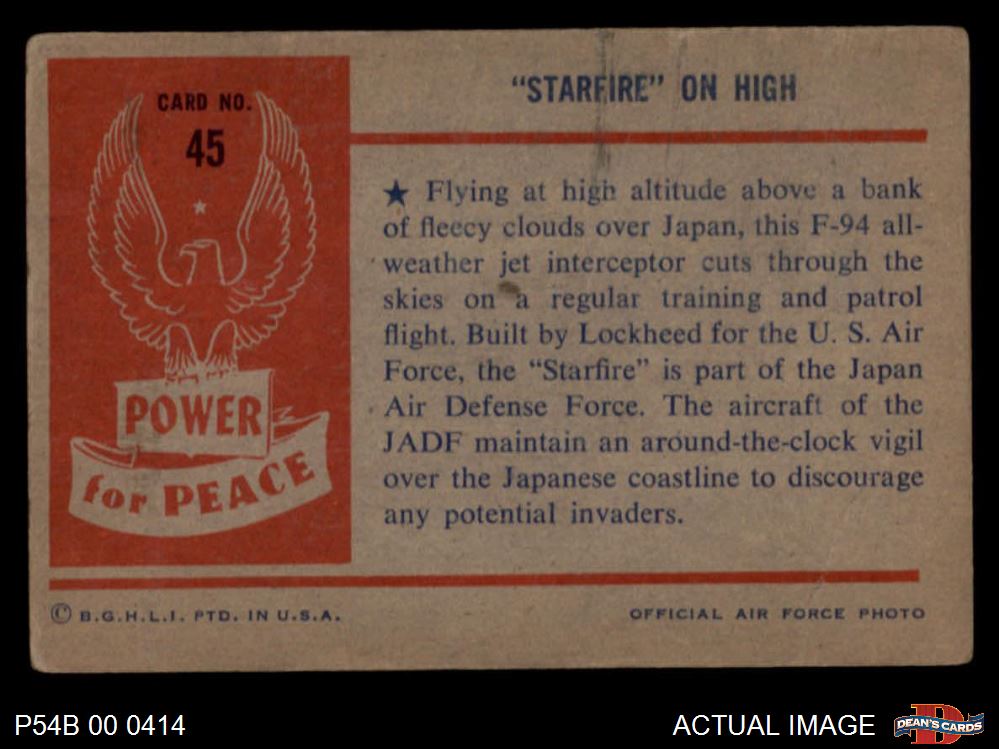 CARD NO.
45
POWER
for PEACE
"STARFIRE" ON HIGH
★ Flying at high altitude above a bank
of fleecy clouds over Japan, this F-94 all-
weather jet interceptor cuts through the
skies on a regular training and patrol
flight. Built by Lockheed for the U. S. Air
Force, the "Starfire" is part of the Japan
Air Defense Force. The aircraft of the
JADF maintain an around-the-clock vigil
over the Japanese coastline to discourage
any potential invaders.
© B.G.H.L.I. PTD. IN U.S.A.
OFFICIAL AIR FORCE PHOTO
P54B 00 0414
ACTUAL IMAGE
D
DEAN'S CARDS